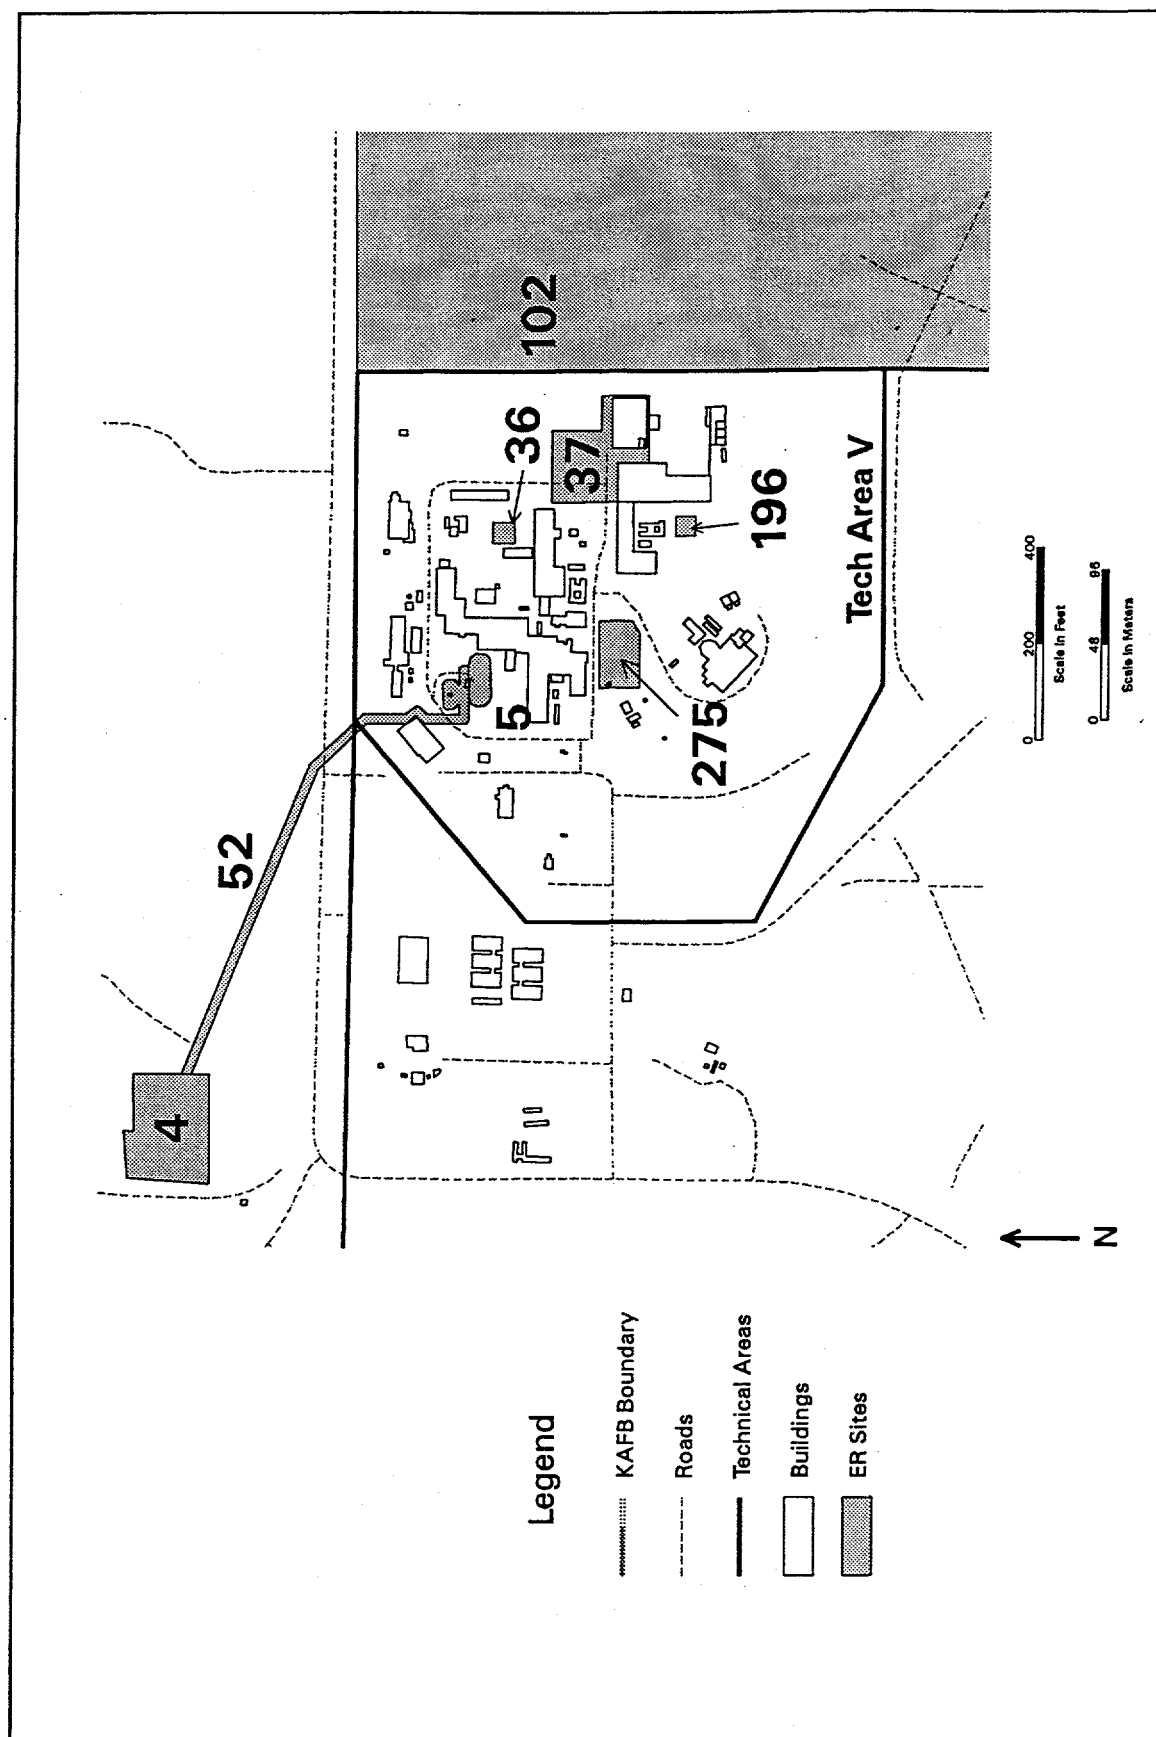 102
36
37
196
Tech Area V
5
275
52
4
0 200 400
Scale in Feet
0 48 96
Scale in Meters
N
Legend
KAFB Boundary
Roads
Technical Areas
Buildings
ER Sites